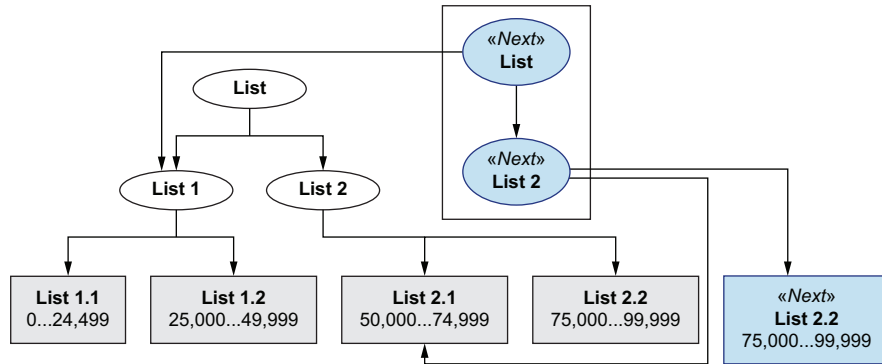 «Next»
List
List
«Next»
List 2
List 1
List 2
List 1.1
0...24,499
List 1.2
25,000...49,999
List 2.1
50,000...74,999
List 2.2
75,000...99,999
«Next»
List 2.2
75,000...99,999